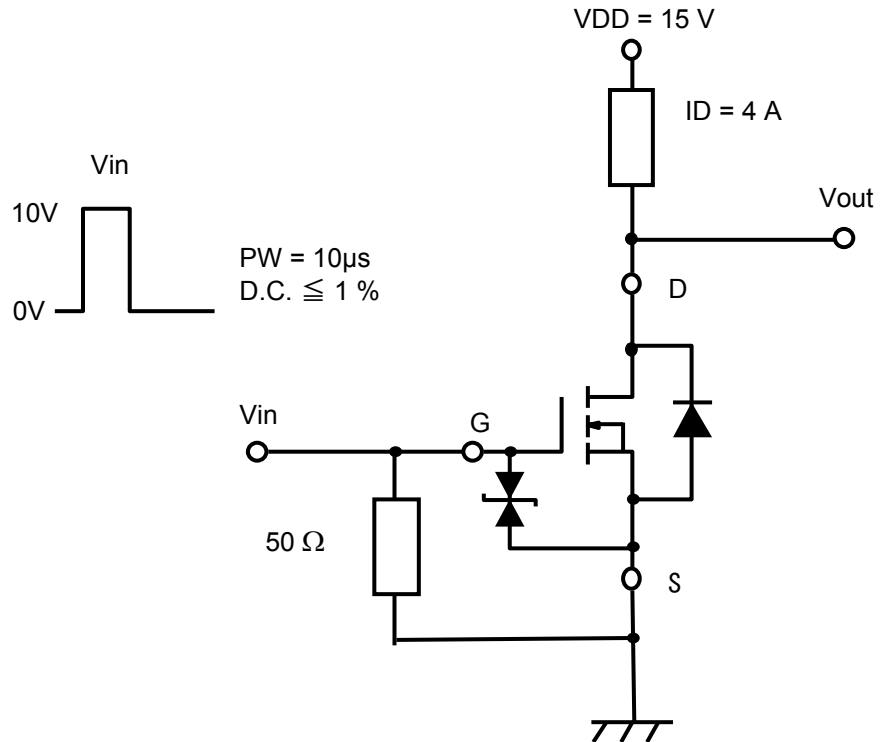 VDD = 15 V
ID = 4 A
Vin
Vout
10V
PW = 10µs
D.C. ≦ 1 %
0V
D
Vin
G
50 Ω
S